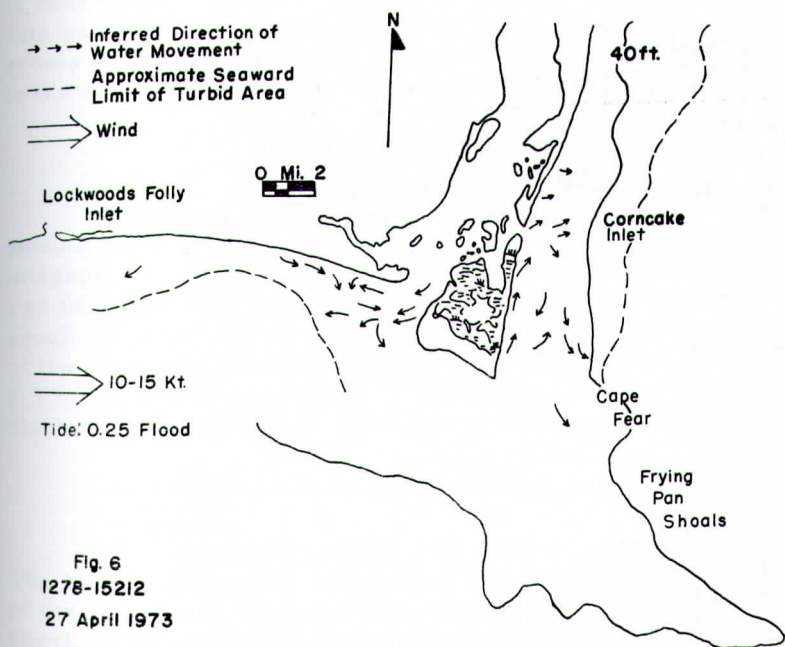 N
Inferred Direction of
Water Movement
Approximate Seaward
Limit of Turbid Area
Wind
40ft.
0 Mi. 2
Lockwoods Folly
Inlet
Corncake
Inlet
10-15 Kt.
Tide: 0.25 Flood
Cape
Fear
Frying
Pan
Shoals
Fig. 6
1278-15212
27 April 1973